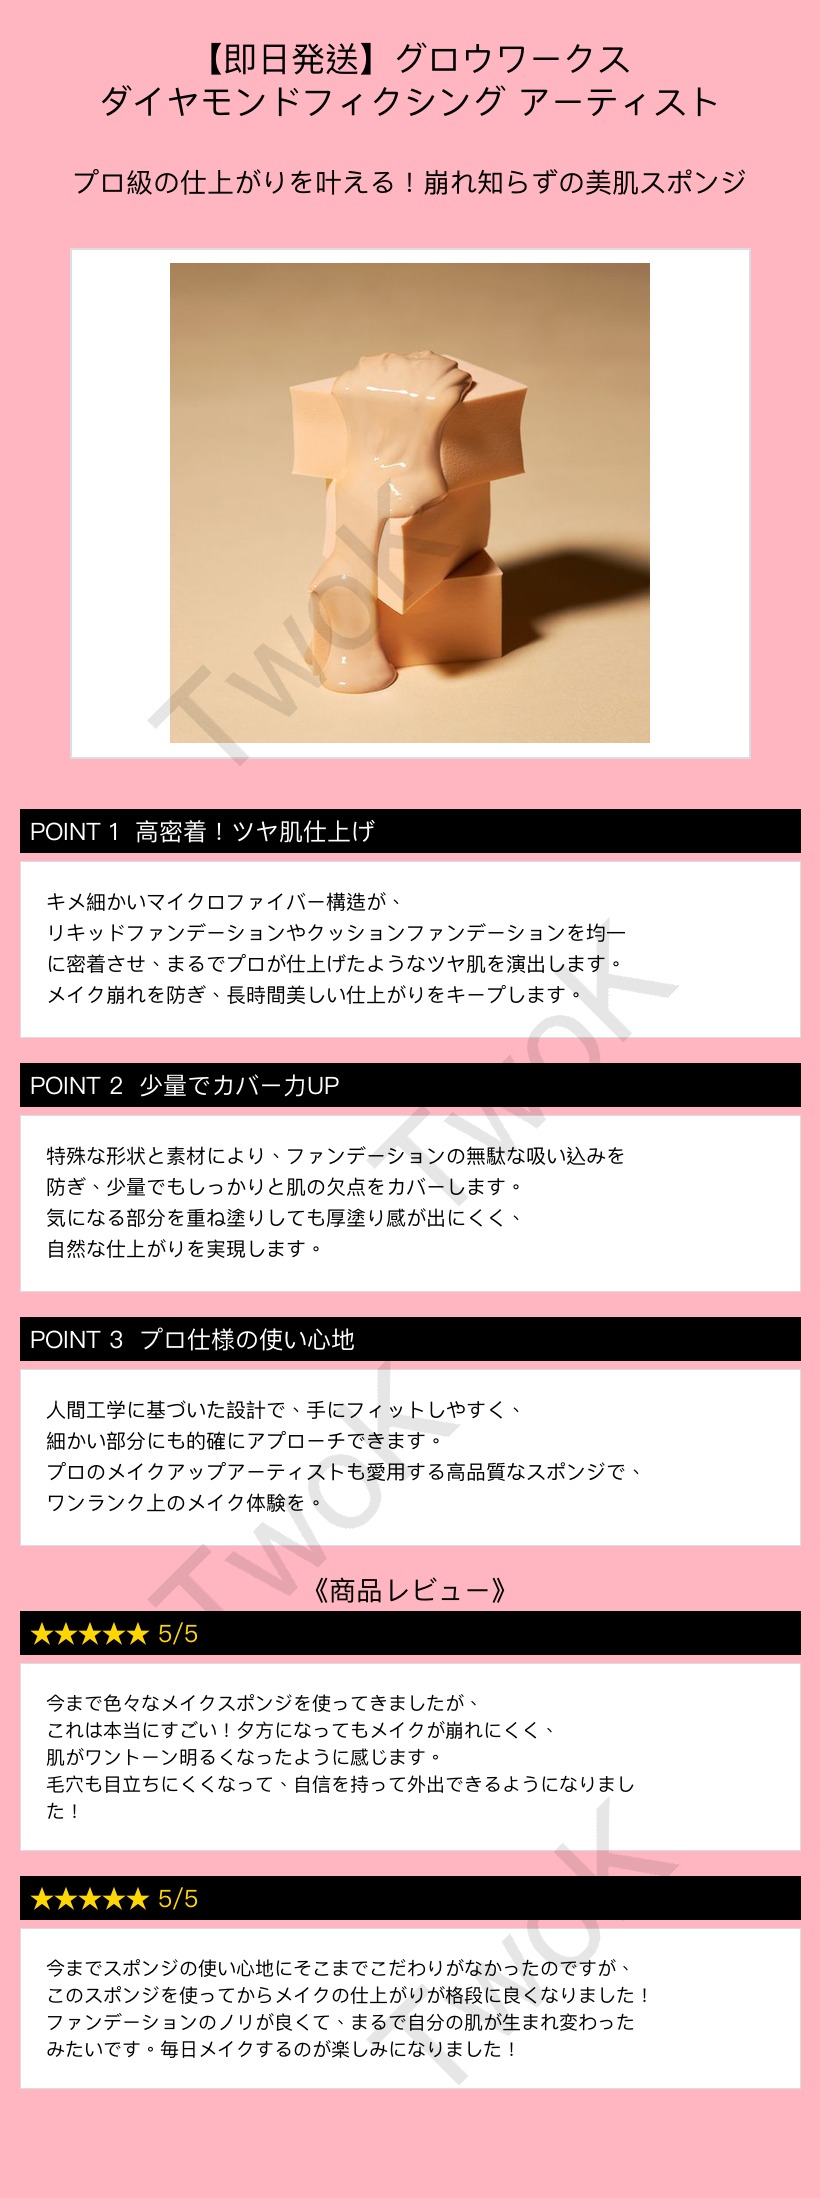 【即日発送】グロウワークス
ダイヤモンドフィクシング アーティスト
プロ級の仕上がりを叶える！崩れ知らずの美肌スポンジ
TwoK
POINT 1 高密着！ツヤ肌仕上げ
キメ細かいマイクロファイバー構造が、
リキッドファンデーションやクッションファンデーションを均一
に密着させ、まるでプロが仕上げたようなツヤ肌を演出します。
メイク崩れを防ぎ、長時間美しい仕上がりをキープします。
TwoK
POINT 2 少量でカバー力UP
特殊な形状と素材により、ファンデーションの無駄な吸い込みを
防ぎ、少量でもしっかりと肌の欠点をカバーします。
気になる部分を重ね塗りしても厚塗り感が出にくく、
自然な仕上がりを実現します。
POINT 3 プロ仕様の使い心地
人間工学に基づいた設計で、手にフィットしやすく、
細かい部分にも的確にアプローチできます。
プロのメイクアップアーティストも愛用する高品質なスポンジで、
ワンランク上のメイク体験を。
TwoK
《商品レビュー》
★★★★★ 5/5
今まで色々なメイクスポンジを使ってきましたが、
これは本当にすごい！夕方になってもメイクが崩れにくく、
肌がワントーン明るくなったように感じます。
毛穴も目立ちにくくなって、自信を持って外出できるようになりまし
た！
★★★★★ 5/5
今までスポンジの使い心地にそこまでこだわりがなかったのですが、
このスポンジを使ってからメイクの仕上がりが格段に良くなりました！
ファンデーションのノリが良くて、まるで自分の肌が生まれ変わった
みたいです。毎日メイクするのが楽しみになりました！
TwoK